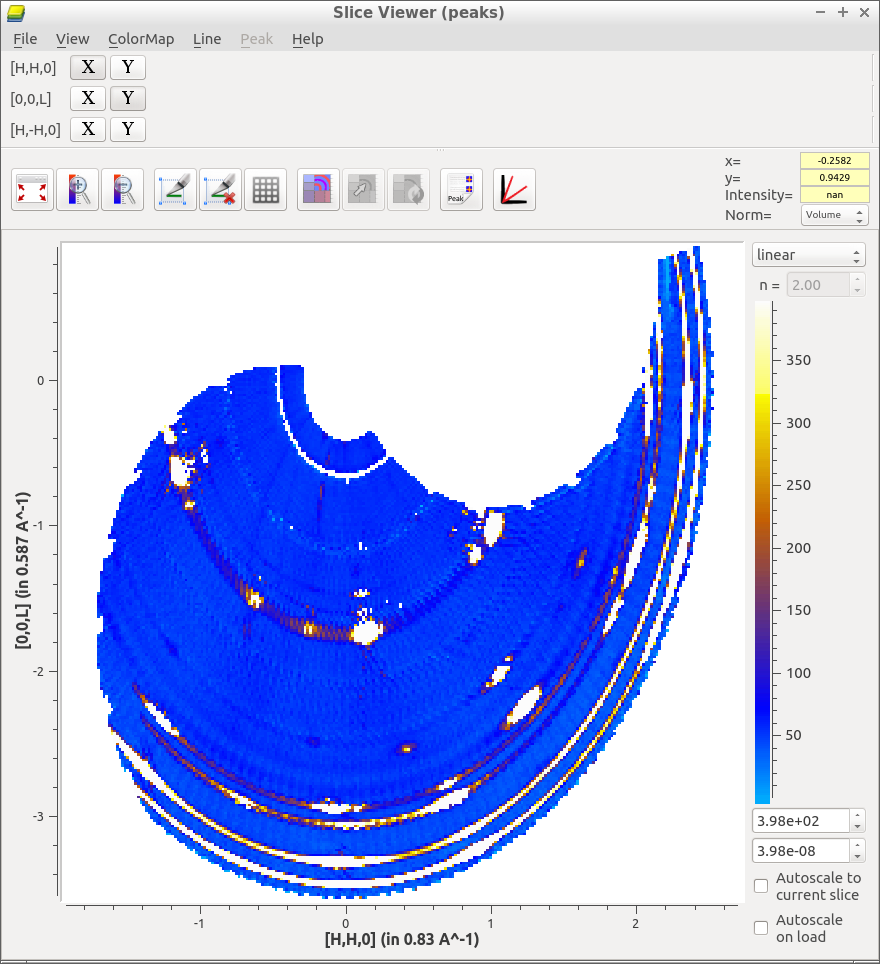 Slice Viewer (peaks)
File View ColorMap Line Peak Help
[H,H,0] X Y
[0,0,L] X Y
[H,-H,0] X Y
x= -0.2582
y= 0.9429
Intensity= nan
Norm= Volume
Peak
linear
n = 2.00
350
300
250
200
150
100
50
3.98e+02
3.98e-08
Autoscale to
current slice
Autoscale
on load
0
-1
-2
-3
[0,0,L] (in 0.587 A^-1)
-1 0 1 2
[H,H,0] (in 0.83 A^-1)